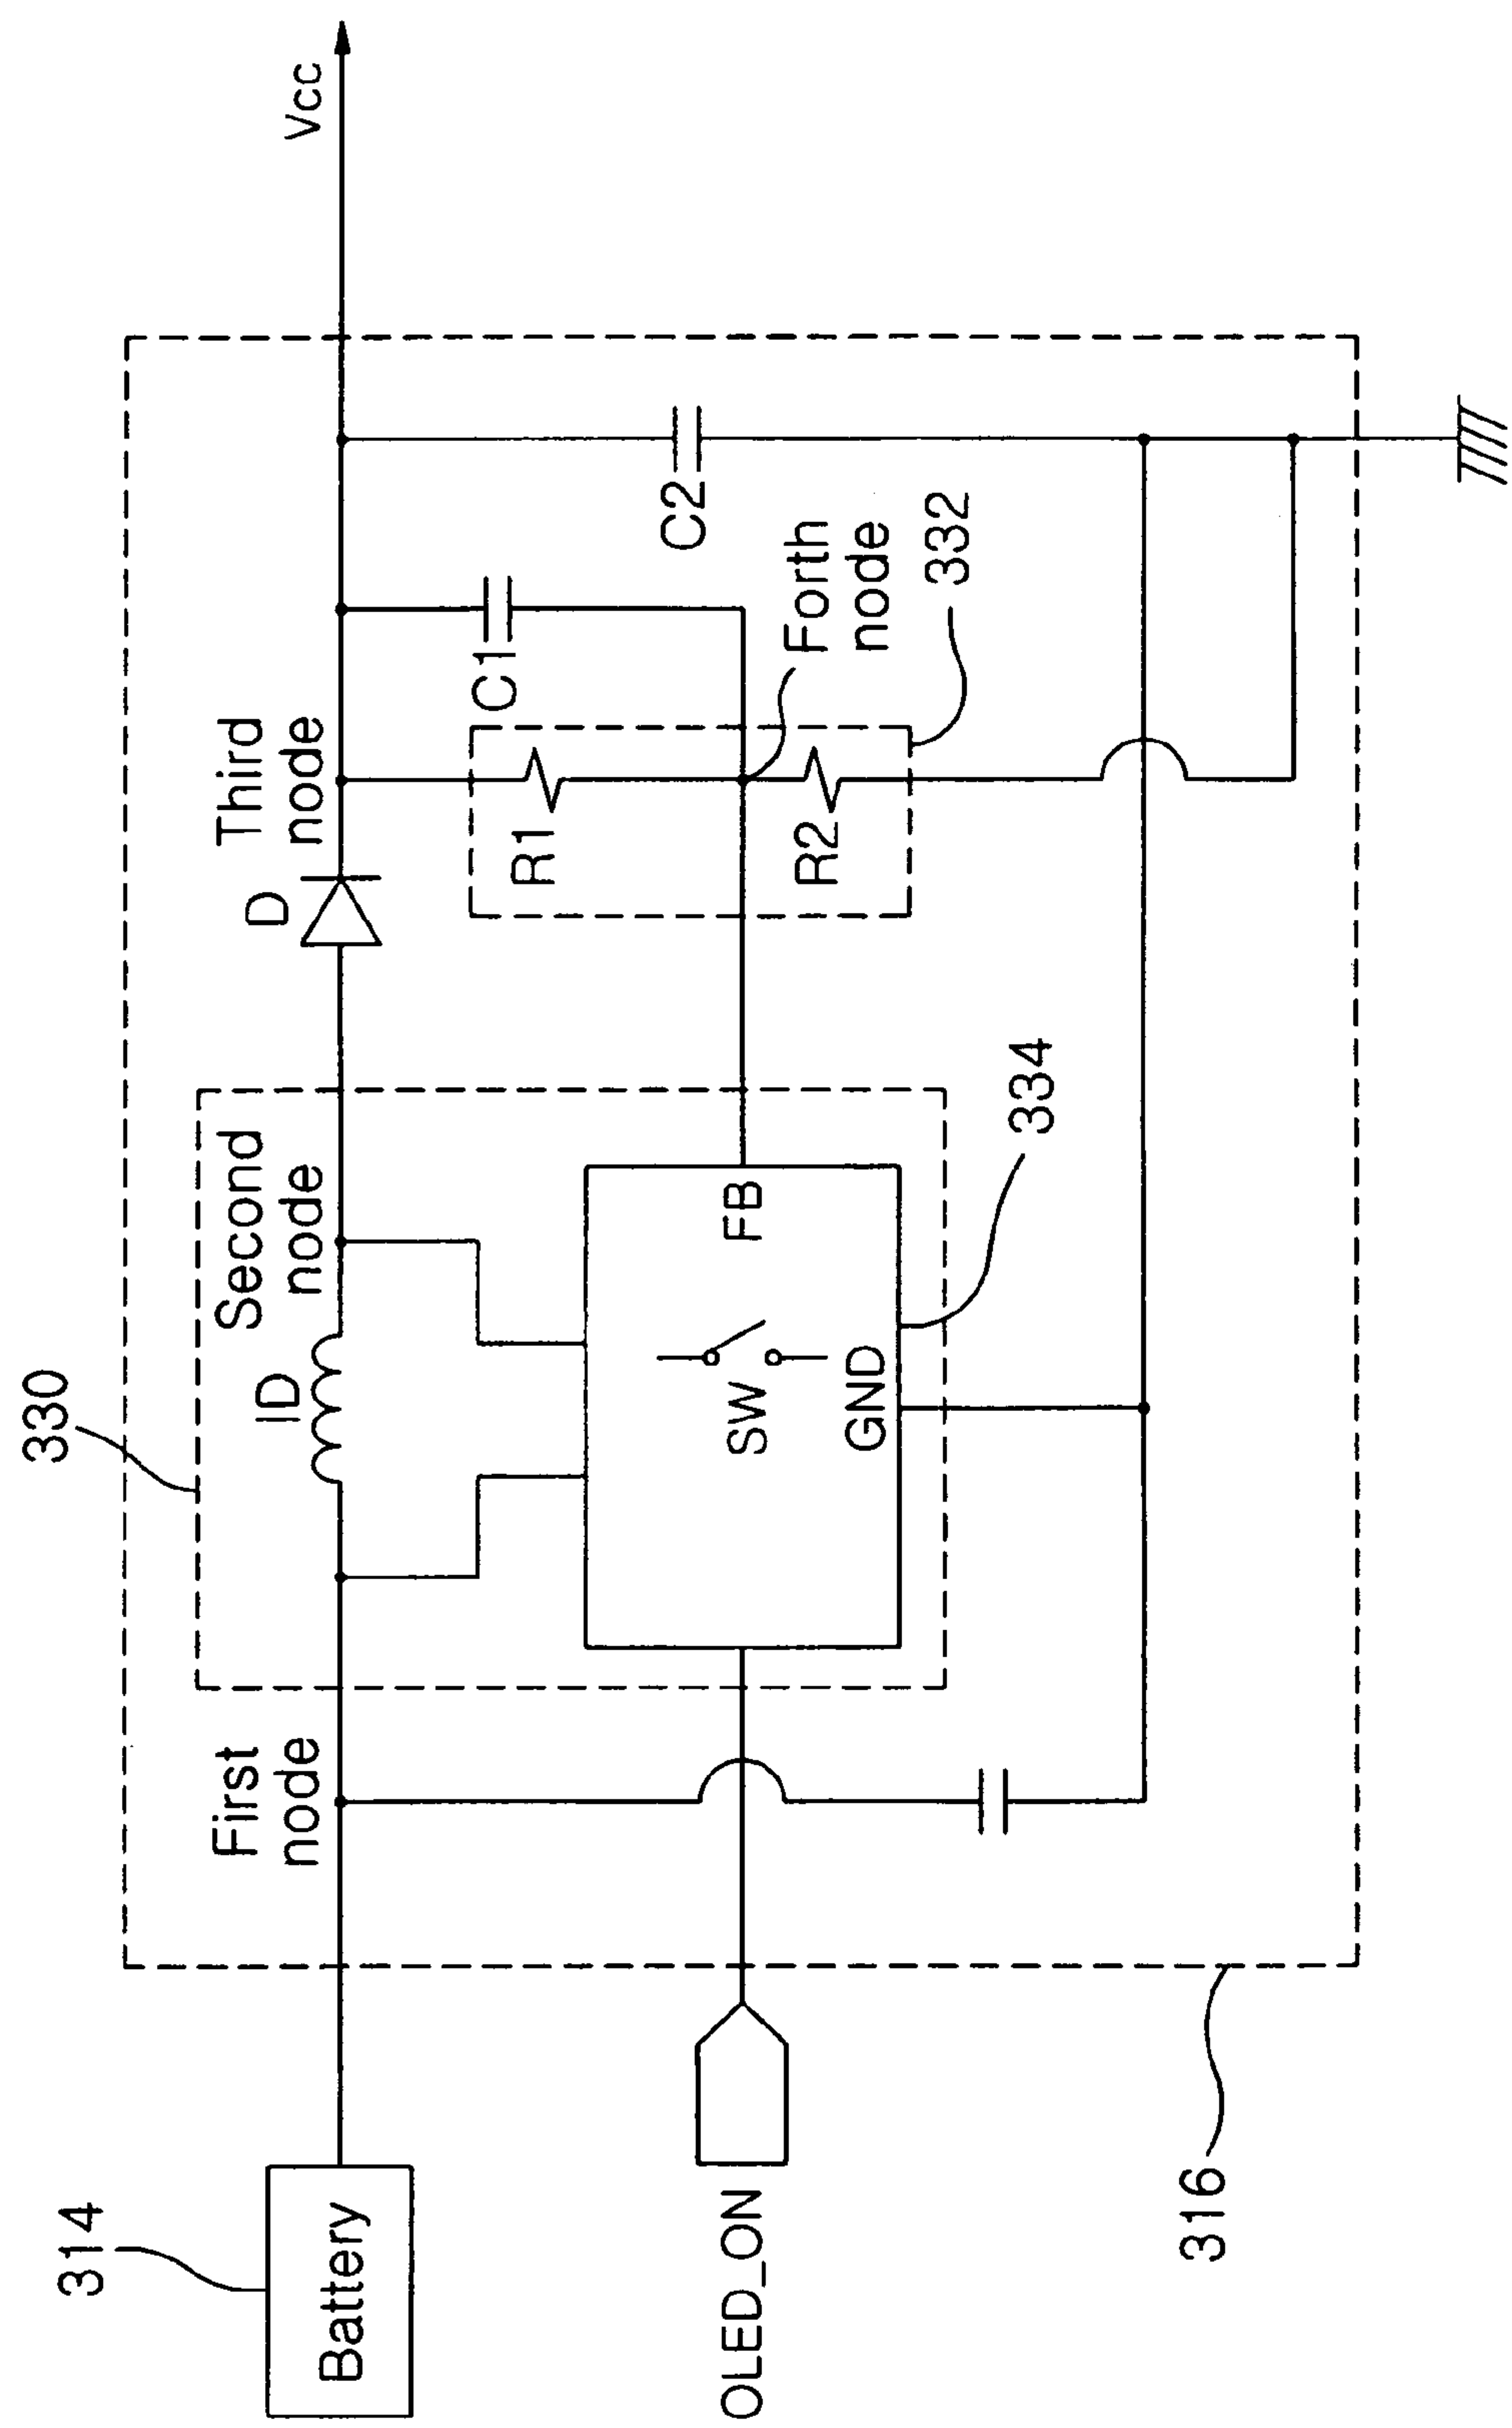 330
314
Battery
First
node
ID
Second
node
D
Third
node
Vcc
OLED_ON
SW
FB
GND
334
R1
R2
C1
C2
Forth
node
332
316